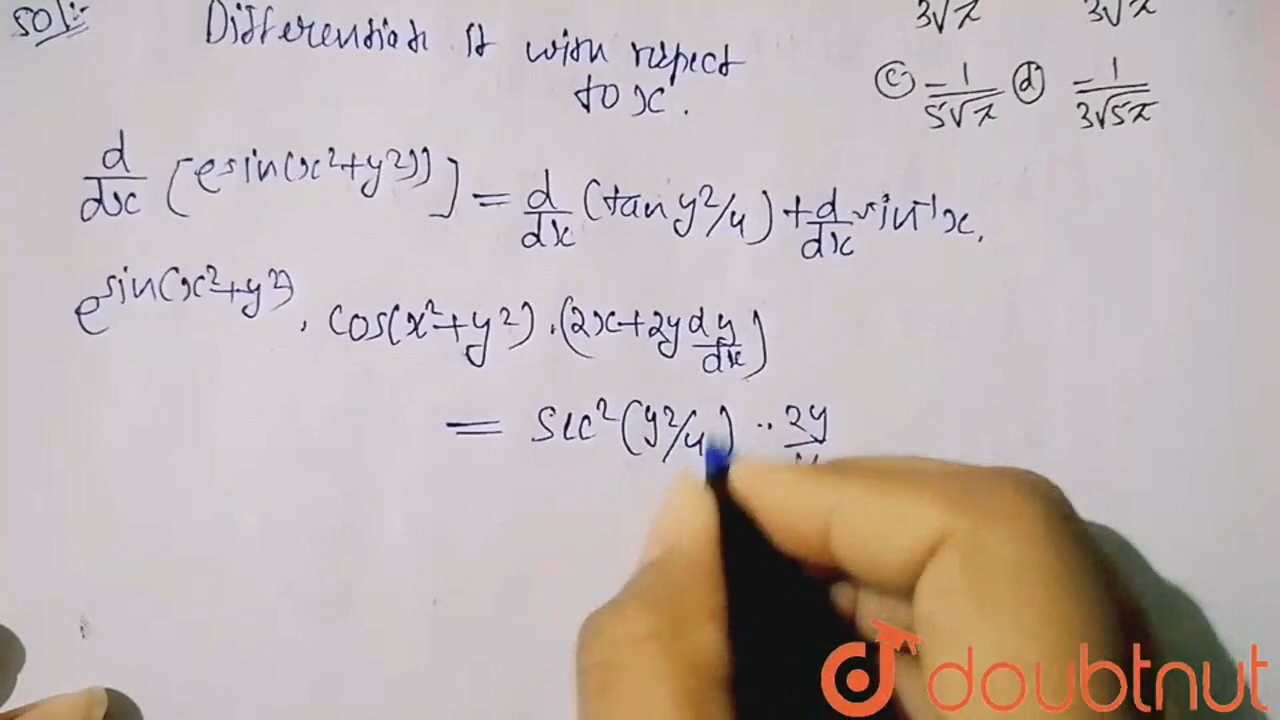 Sol:- Differentiate it with respect
to x.
3√π 3√π
(c) -1/5√π (d) -1/3√5π
d/dx [e^sin(x²+y²)] = d/dx (tan y²/4) + d/dx sin⁻¹x.
e^sin(x²+y²) . cos(x²+y²).(2x+2y dy/dx)
= sec²(y²/4) .. 2y
doubtnut